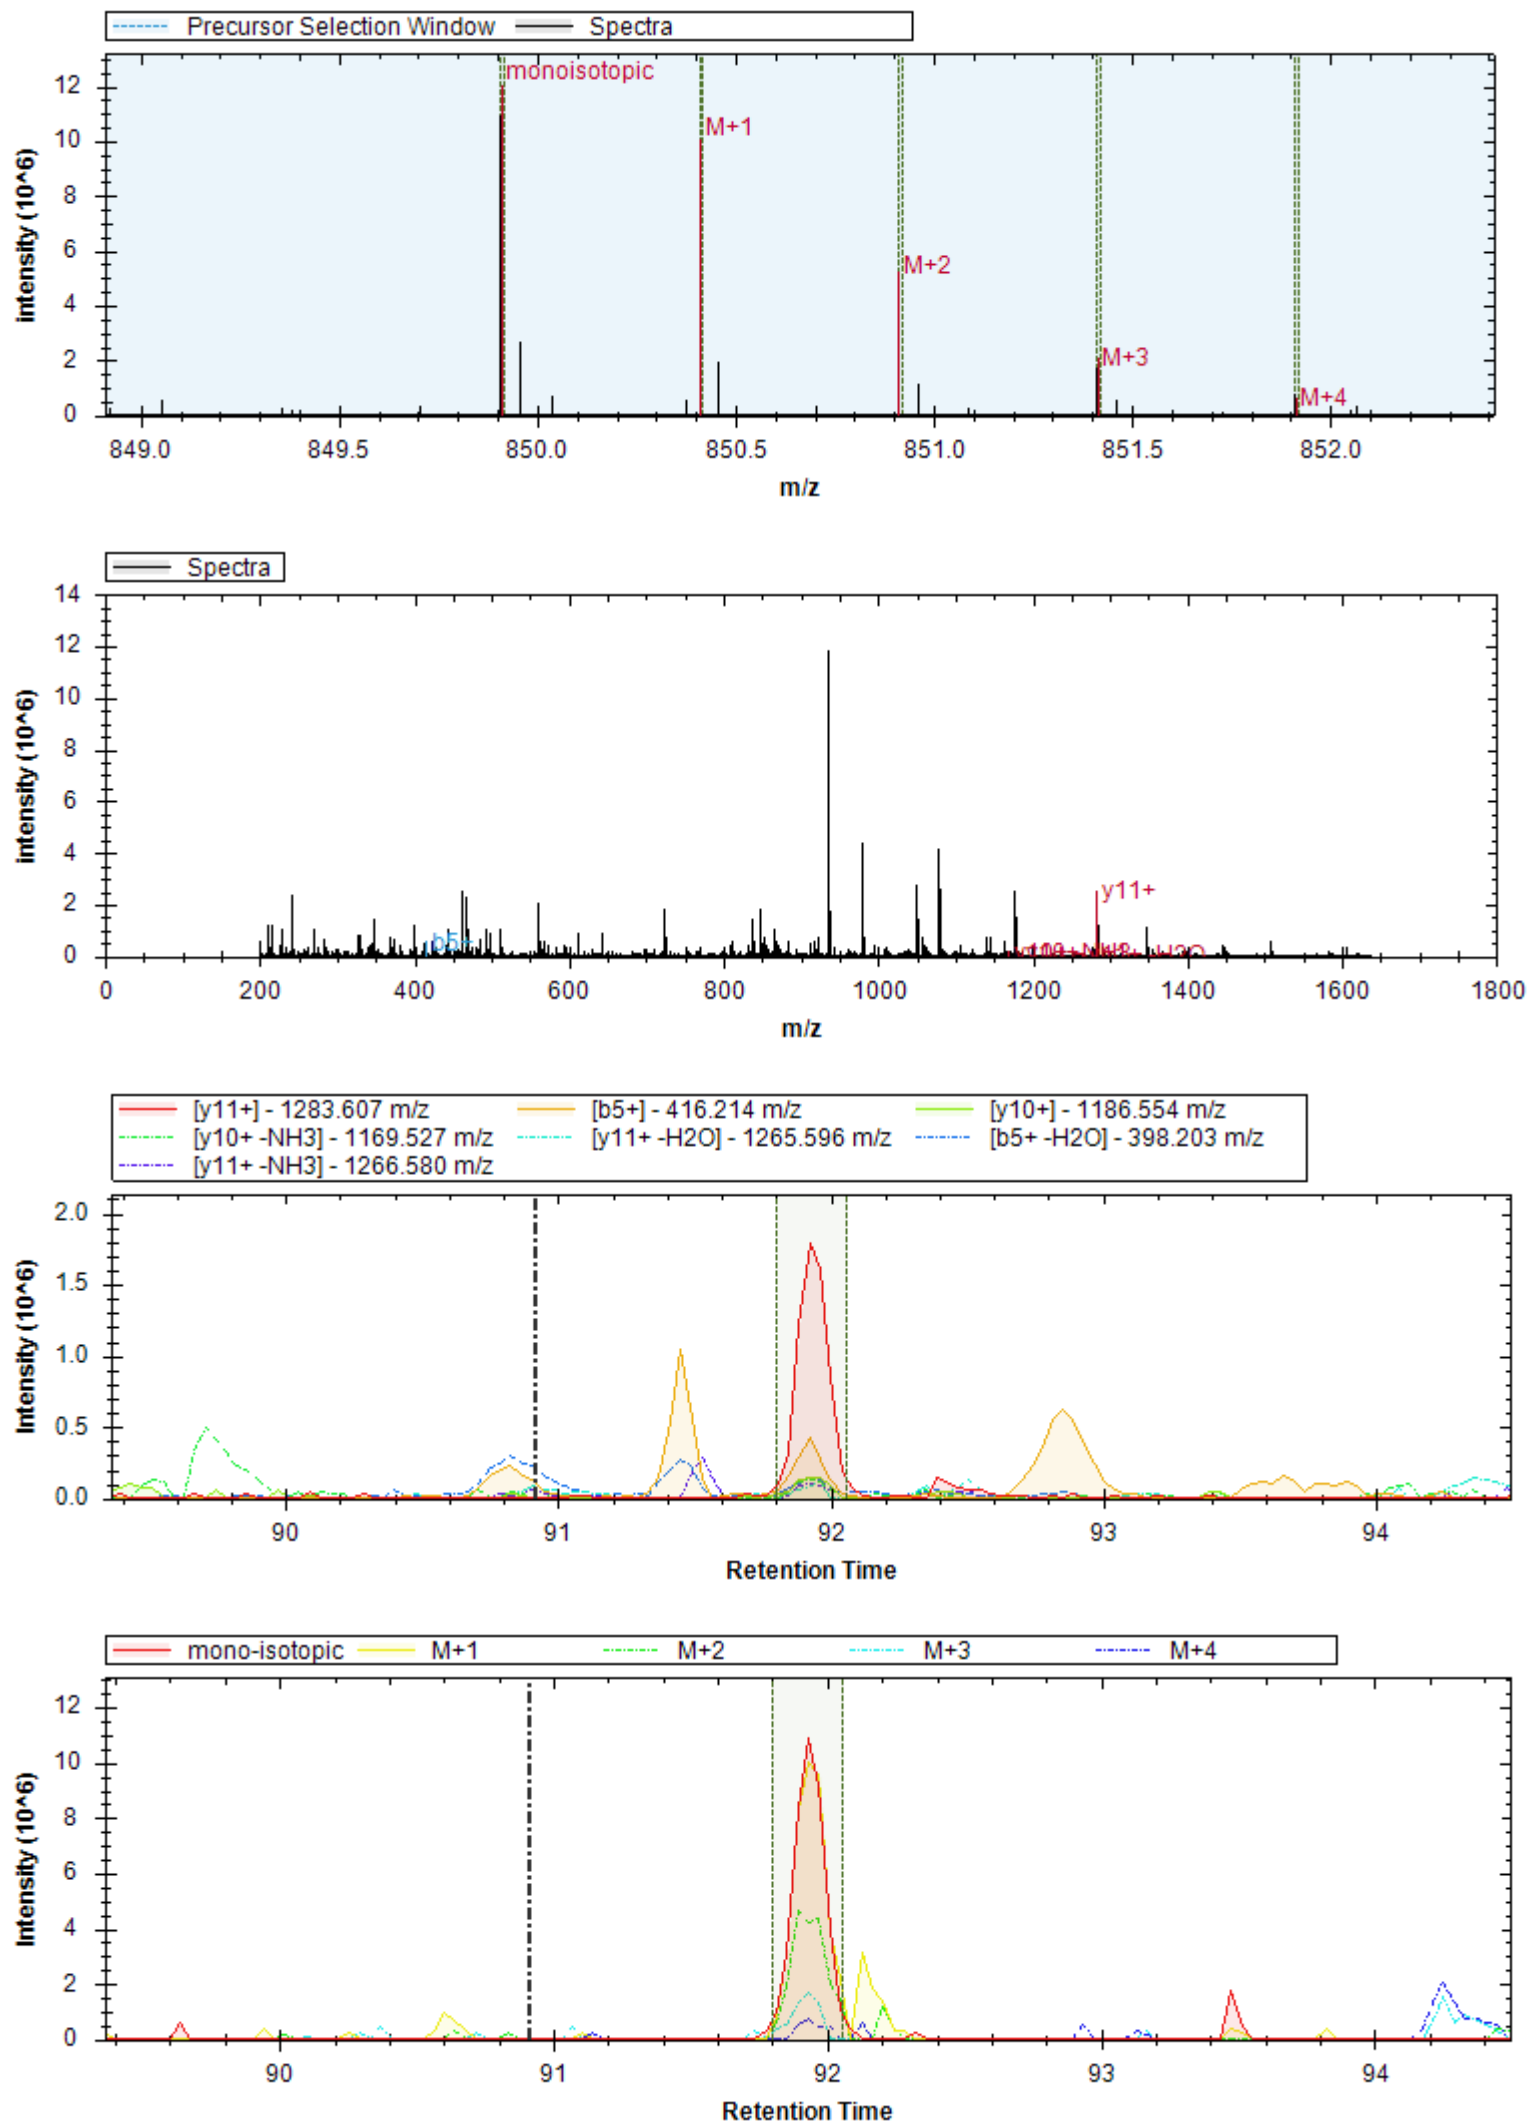 Precursor Selection Window Spectra
monoisotopic
M+1
M+2
M+3
M+4
intensity (10^6)
12
10
8
6
4
2
0
849.0 849.5 850.0 850.5 851.0 851.5 852.0
m/z
Spectra
intensity (10^6)
14
12
10
8
6
4
2
0
y11+
b5+
0 200 400 600 800 1000 1200 1400 1600 1800
m/z
[y11+] - 1283.607 m/z [b5+] - 416.214 m/z [y10+] - 1186.554 m/z
[y10+ -NH3] - 1169.527 m/z [y11+ -H2O] - 1265.596 m/z [b5+ -H2O] - 398.203 m/z
[y11+ -NH3] - 1266.580 m/z
Intensity (10^6)
2.0
1.5
1.0
0.5
0.0
90 91 92 93 94
Retention Time
mono-isotopic M+1 M+2 M+3 M+4
Intensity (10^6)
12
10
8
6
4
2
0
90 91 92 93 94
Retention Time